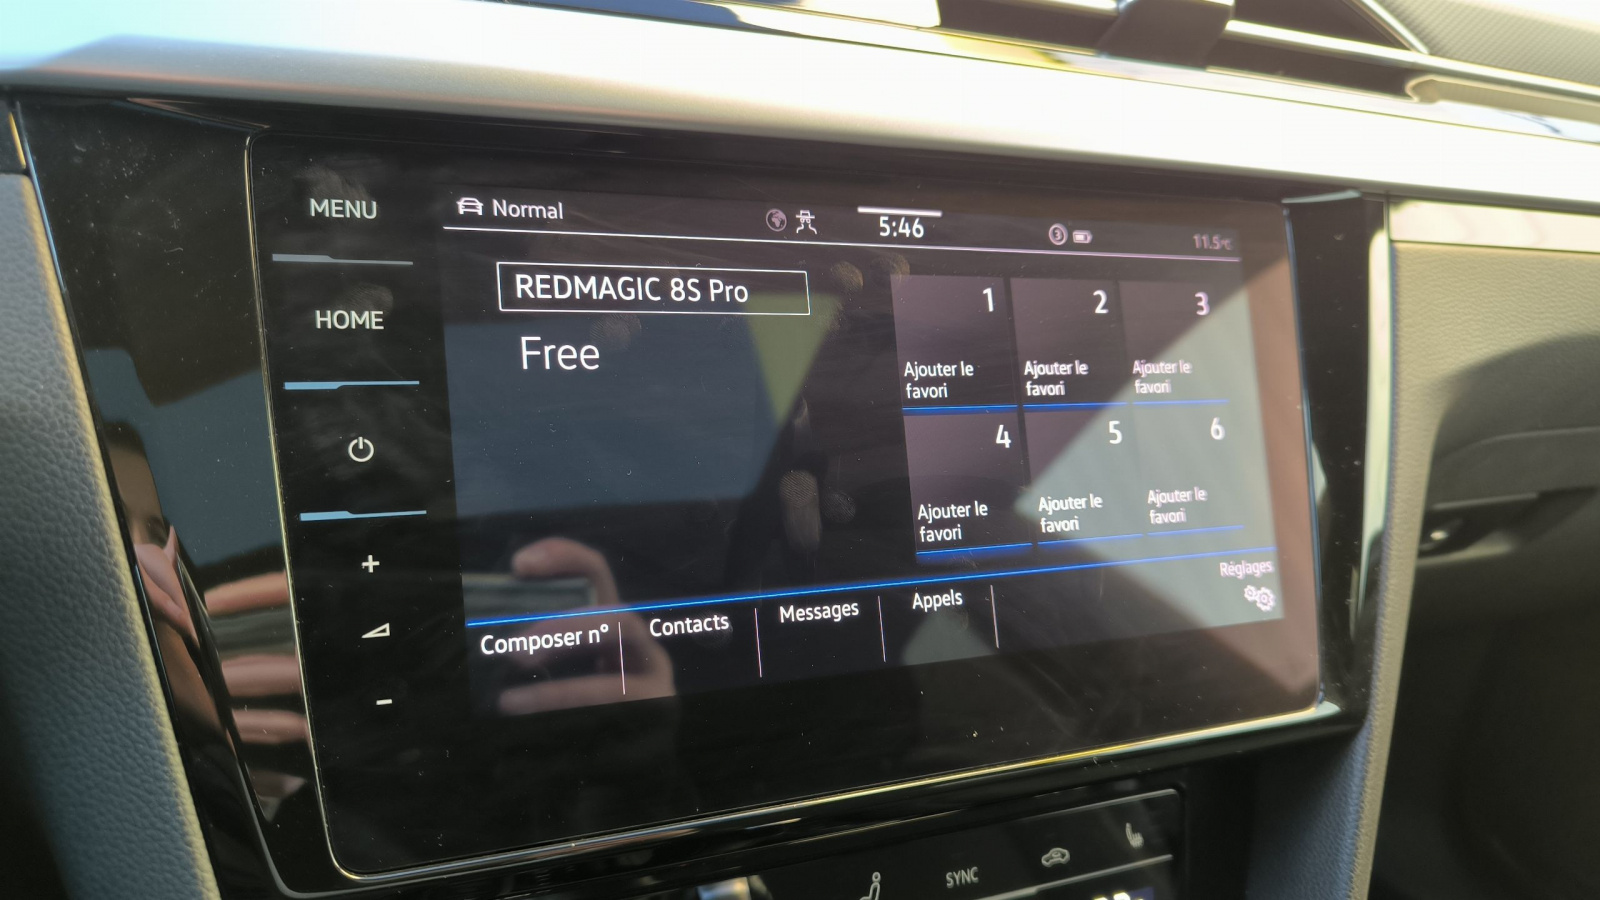 MENU
HOME
Normal
5:46
3
11.5°C
REDMAGIC 8S Pro
Free
1
Ajouter le
favori
2
Ajouter le
favori
3
Ajouter le
favori
4
Ajouter le
favori
5
Ajouter le
favori
6
Ajouter le
favori
Réglages
Composer n°
Contacts
Messages
Appels
+
-
SYNC